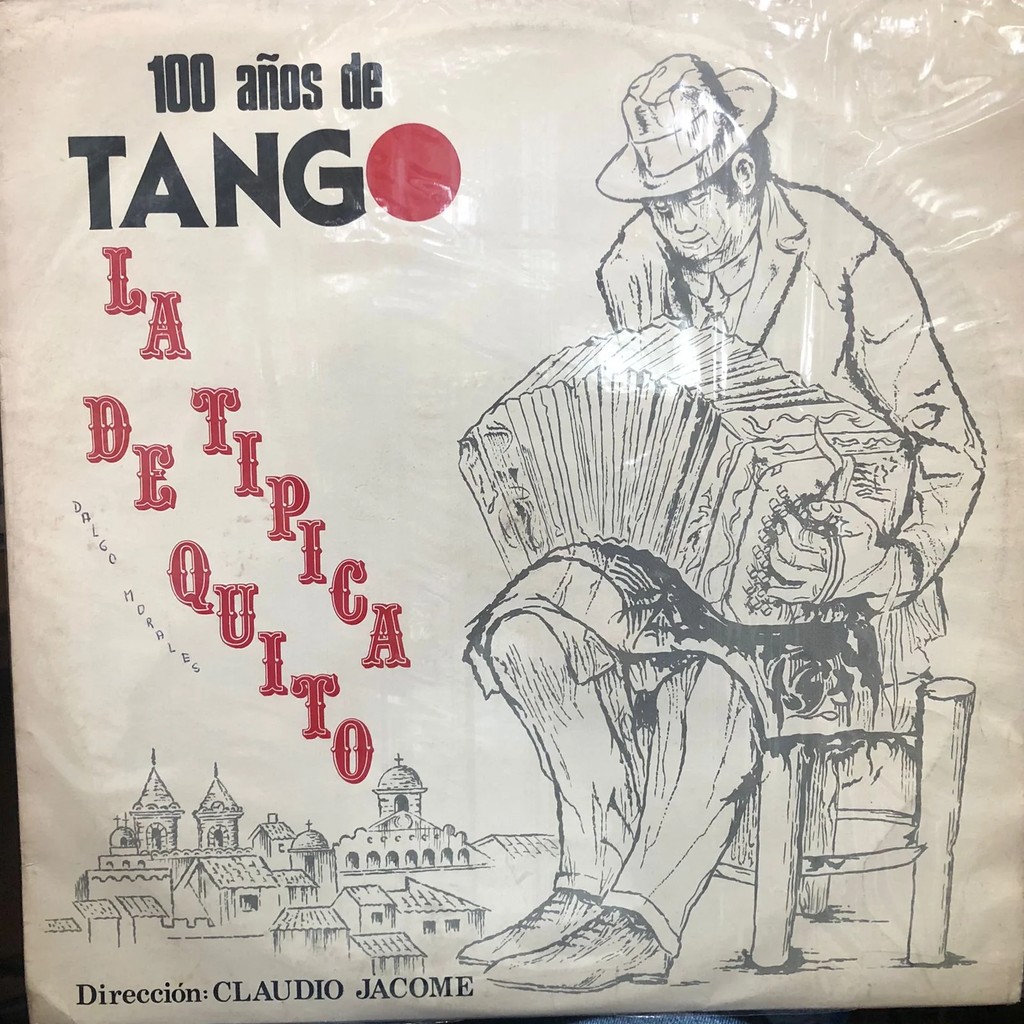 100 años de
TANGO
LA TIPICA
DE QUITO
DALGO MORALES
Dirección: CLAUDIO JACOME